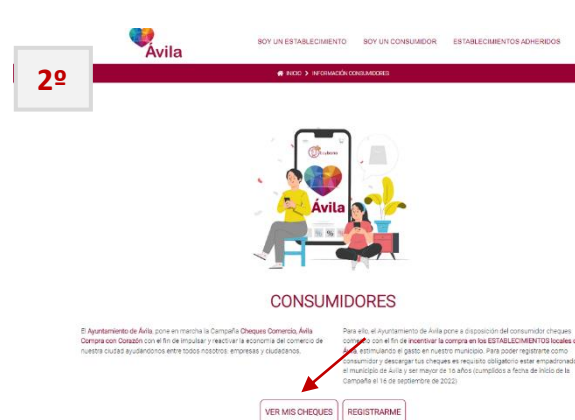 Ávila
SOY UN ESTABLECIMIENTO SOY UN CONSUMIDOR ESTABLECIMIENTOS ADHERIDOS
2º
INICIO > INFORMACIÓN CONSUMIDORES
Ávila
CONSUMIDORES
El Ayuntamiento de Ávila, pone en marcha la Campaña Cheques Comercio, Ávila
Compra con Corazón con el fin de impulsar y reactivar la economía del comercio de
nuestra ciudad ayudándonos entre todos nosotros: empresas y ciudadanos.
Para ello, el Ayuntamiento de Ávila pone a disposición del consumidor cheques
comercio con el fin de incentivar la compra en los ESTABLECIMIENTOS locales
Ávila, estimulando el gasto en nuestro municipio. Para poder registrarte como
consumidor y descargar tus cheques es requisito obligatorio estar empadronad
el municipio de Ávila y ser mayor de 16 años (cumplidos a fecha de inicio de la
Campaña el 16 de septiembre de 2022)
VER MIS CHEQUES REGISTRARME